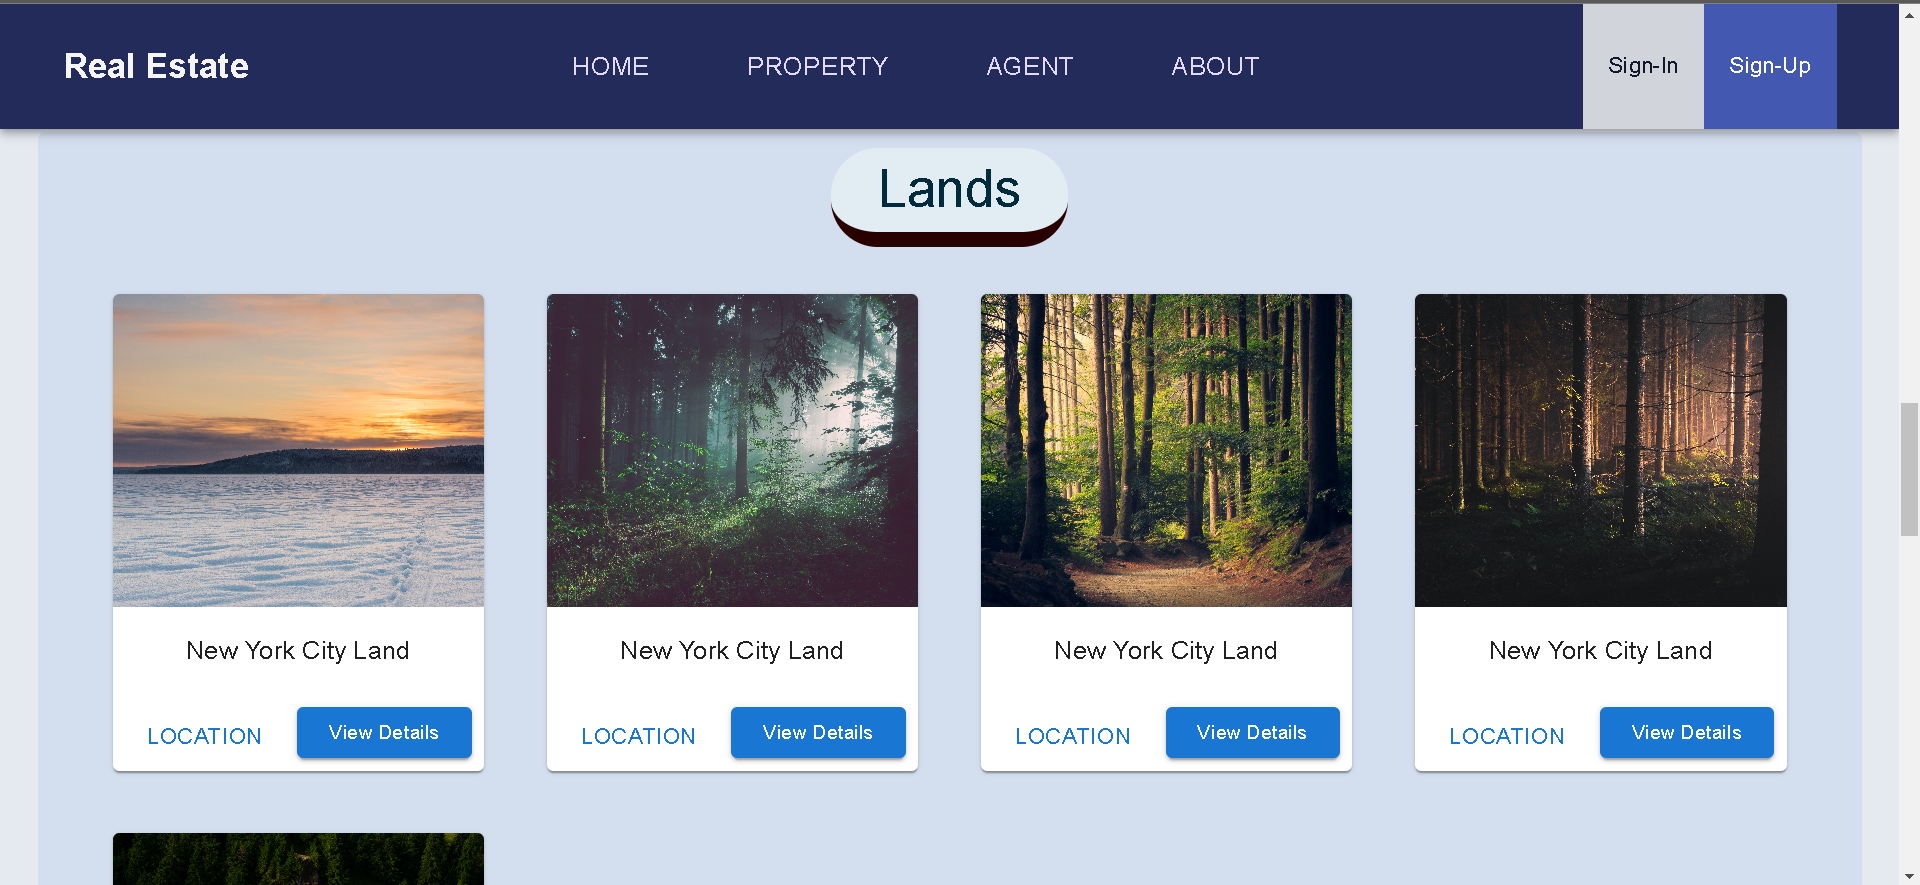 Real Estate HOME PROPERTY AGENT ABOUT Sign-In Sign-Up
Lands
New York City Land New York City Land New York City Land New York City Land
LOCATION View Details LOCATION View Details LOCATION View Details LOCATION View Details